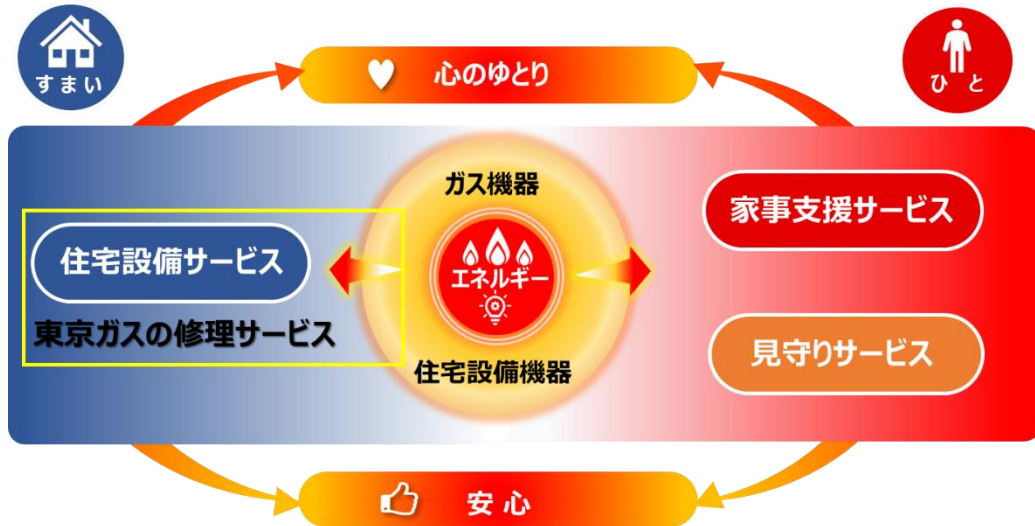 すまい
心のゆとり
ひと
ガス機器
家事支援サービス
住宅設備サービス
エネルギー
東京ガスの修理サービス
見守りサービス
住宅設備機器
安心